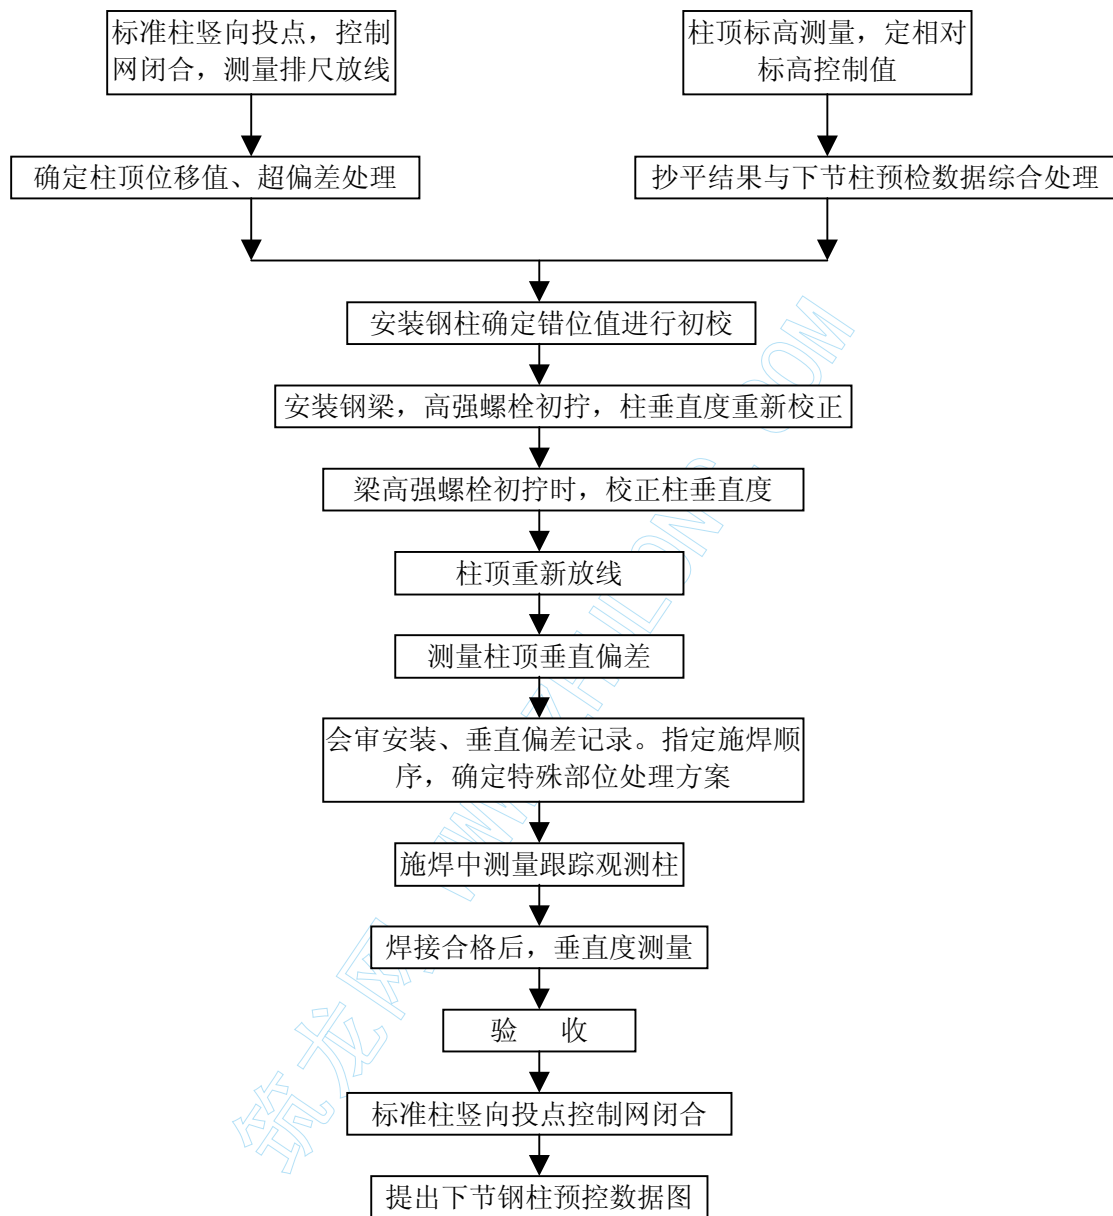 标准柱竖向投点，控制
网闭合，测量排尺放线
柱顶标高测量，定相对
标高控制值
确定柱顶位移值、超偏差处理
抄平结果与下节柱预检数据综合处理
安装钢柱确定错位值进行初校
安装钢梁，高强螺栓初拧，柱垂直度重新校正
梁高强螺栓初拧时，校正柱垂直度
柱顶重新放线
测量柱顶垂直偏差
会审安装、垂直偏差记录。指定施焊顺
序，确定特殊部位处理方案
施焊中测量跟踪观测柱
焊接合格后，垂直度测量
验 收
标准柱竖向投点控制网闭合
提出下节钢柱预控数据图
筑龙网 WWW.ZHULONG.COM